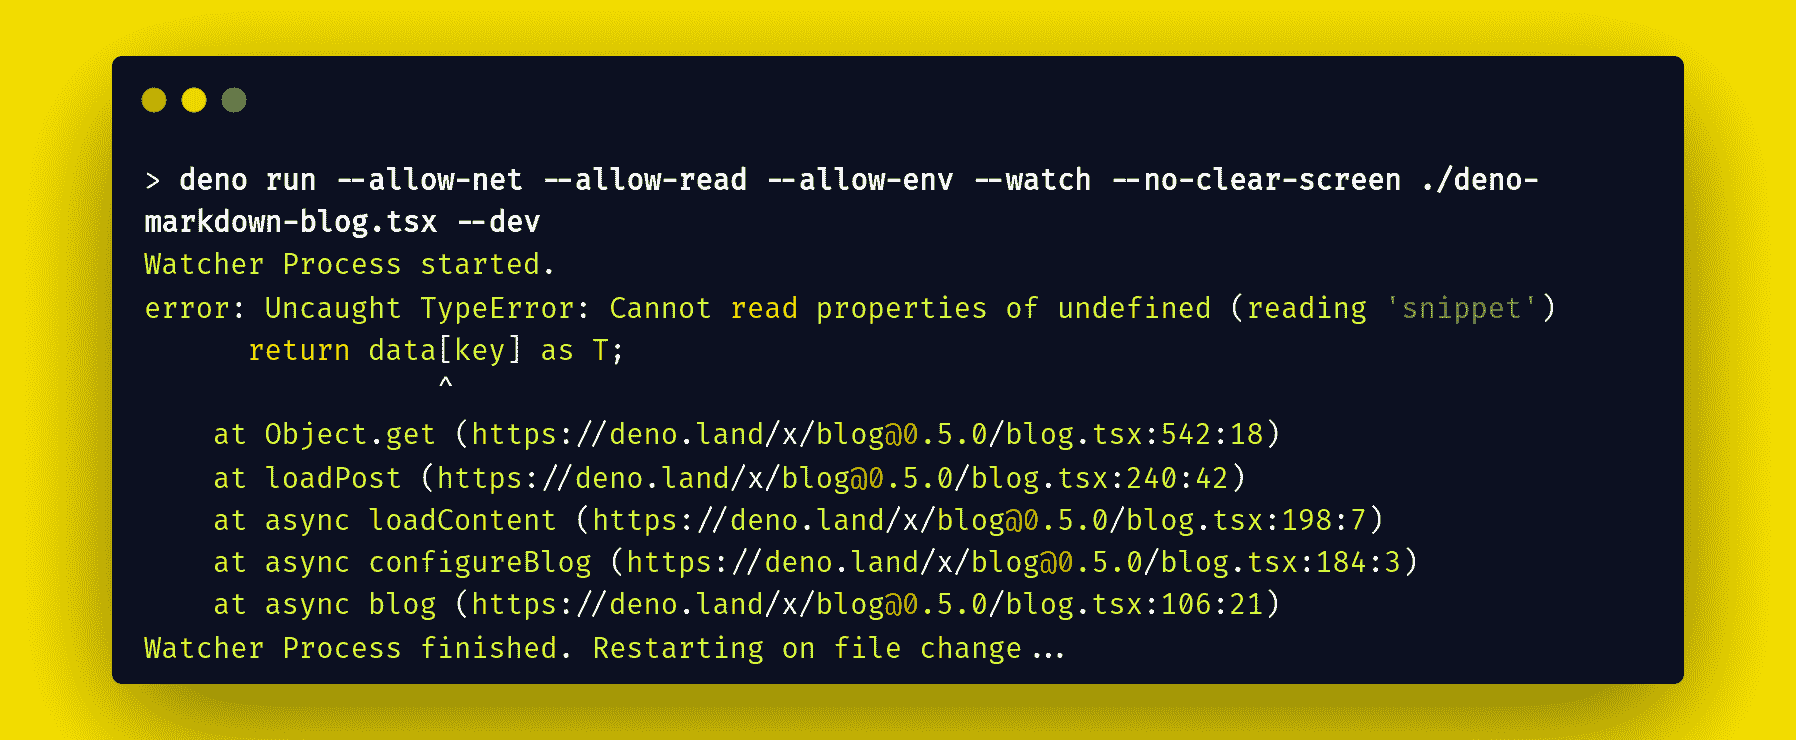 > deno run --allow-net --allow-read --allow-env --watch --no-clear-screen ./deno-
markdown-blog.tsx --dev
Watcher Process started.
error: Uncaught TypeError: Cannot read properties of undefined (reading 'snippet')
      return data[key] as T;
                 ^
    at Object.get (https://deno.land/x/blog@0.5.0/blog.tsx:542:18)
    at loadPost (https://deno.land/x/blog@0.5.0/blog.tsx:240:42)
    at async loadContent (https://deno.land/x/blog@0.5.0/blog.tsx:198:7)
    at async configureBlog (https://deno.land/x/blog@0.5.0/blog.tsx:184:3)
    at async blog (https://deno.land/x/blog@0.5.0/blog.tsx:106:21)
Watcher Process finished. Restarting on file change...